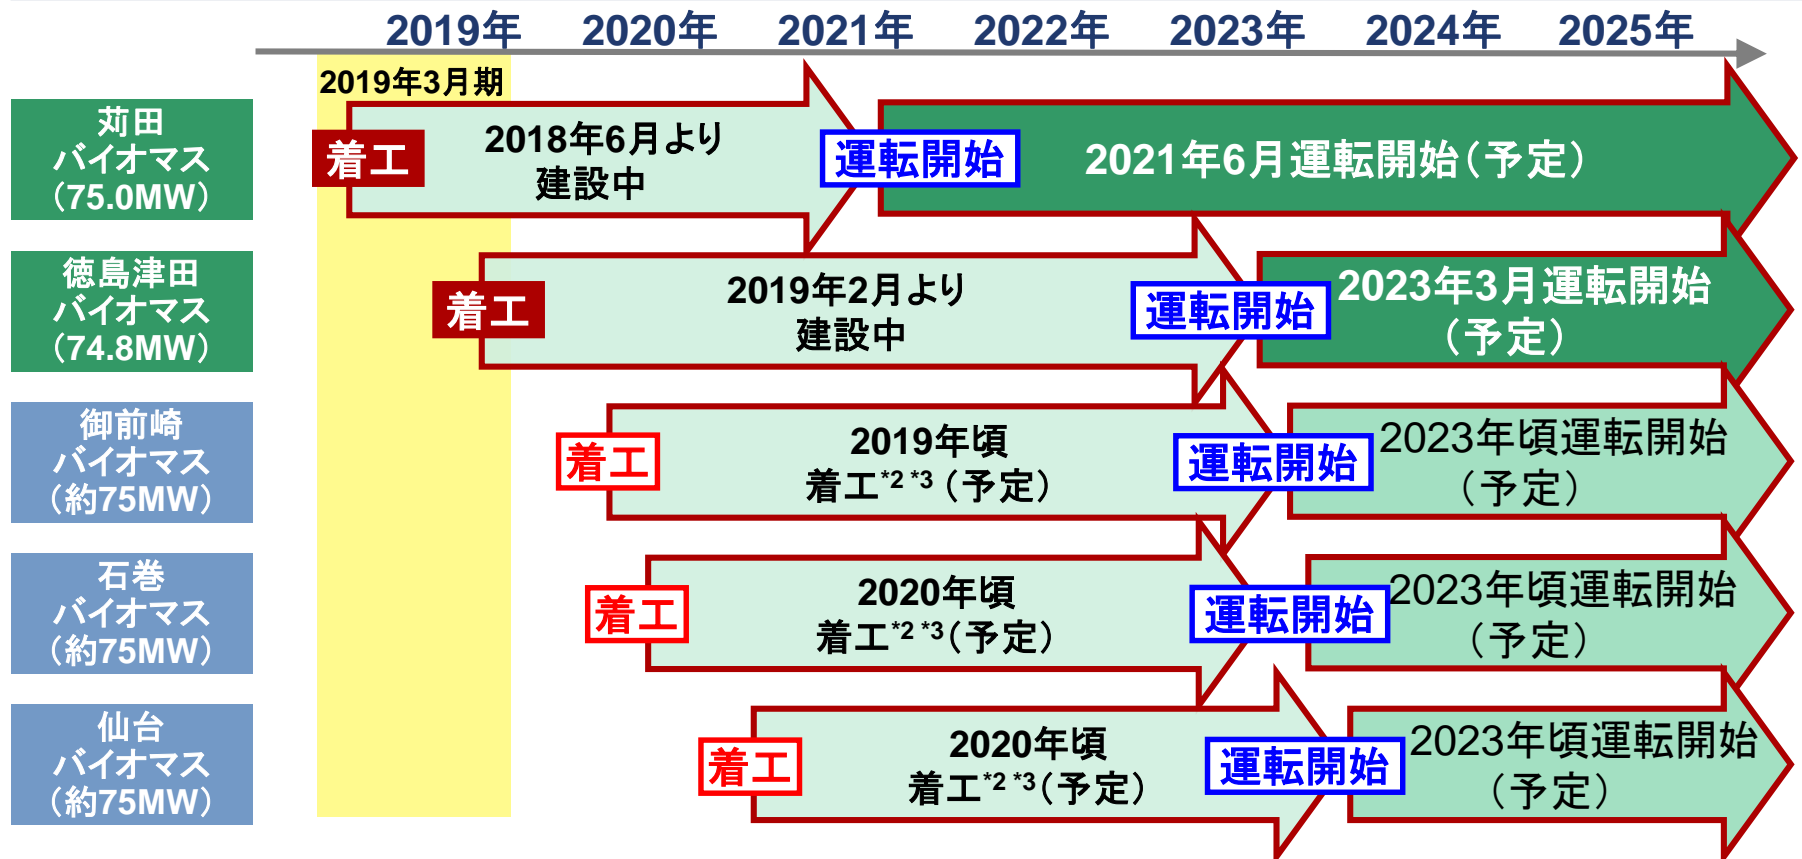 2019年 2020年 2021年 2022年 2023年 2024年 2025年
2019年3月期
苅田
バイオマス
（75.0MW）
着工
2018年6月より
建設中
運転開始
2021年6月運転開始（予定）
徳島津田
バイオマス
（74.8MW）
着工
2019年2月より
建設中
運転開始
2023年3月運転開始
（予定）
御前崎
バイオマス
（約75MW）
着工
2019年頃
着工*2 *3（予定）
運転開始
2023年頃運転開始
（予定）
石巻
バイオマス
（約75MW）
着工
2020年頃
着工*2 *3（予定）
運転開始
2023年頃運転開始
（予定）
仙台
バイオマス
（約75MW）
着工
2020年頃
着工*2 *3（予定）
運転開始
2023年頃運転開始
（予定）